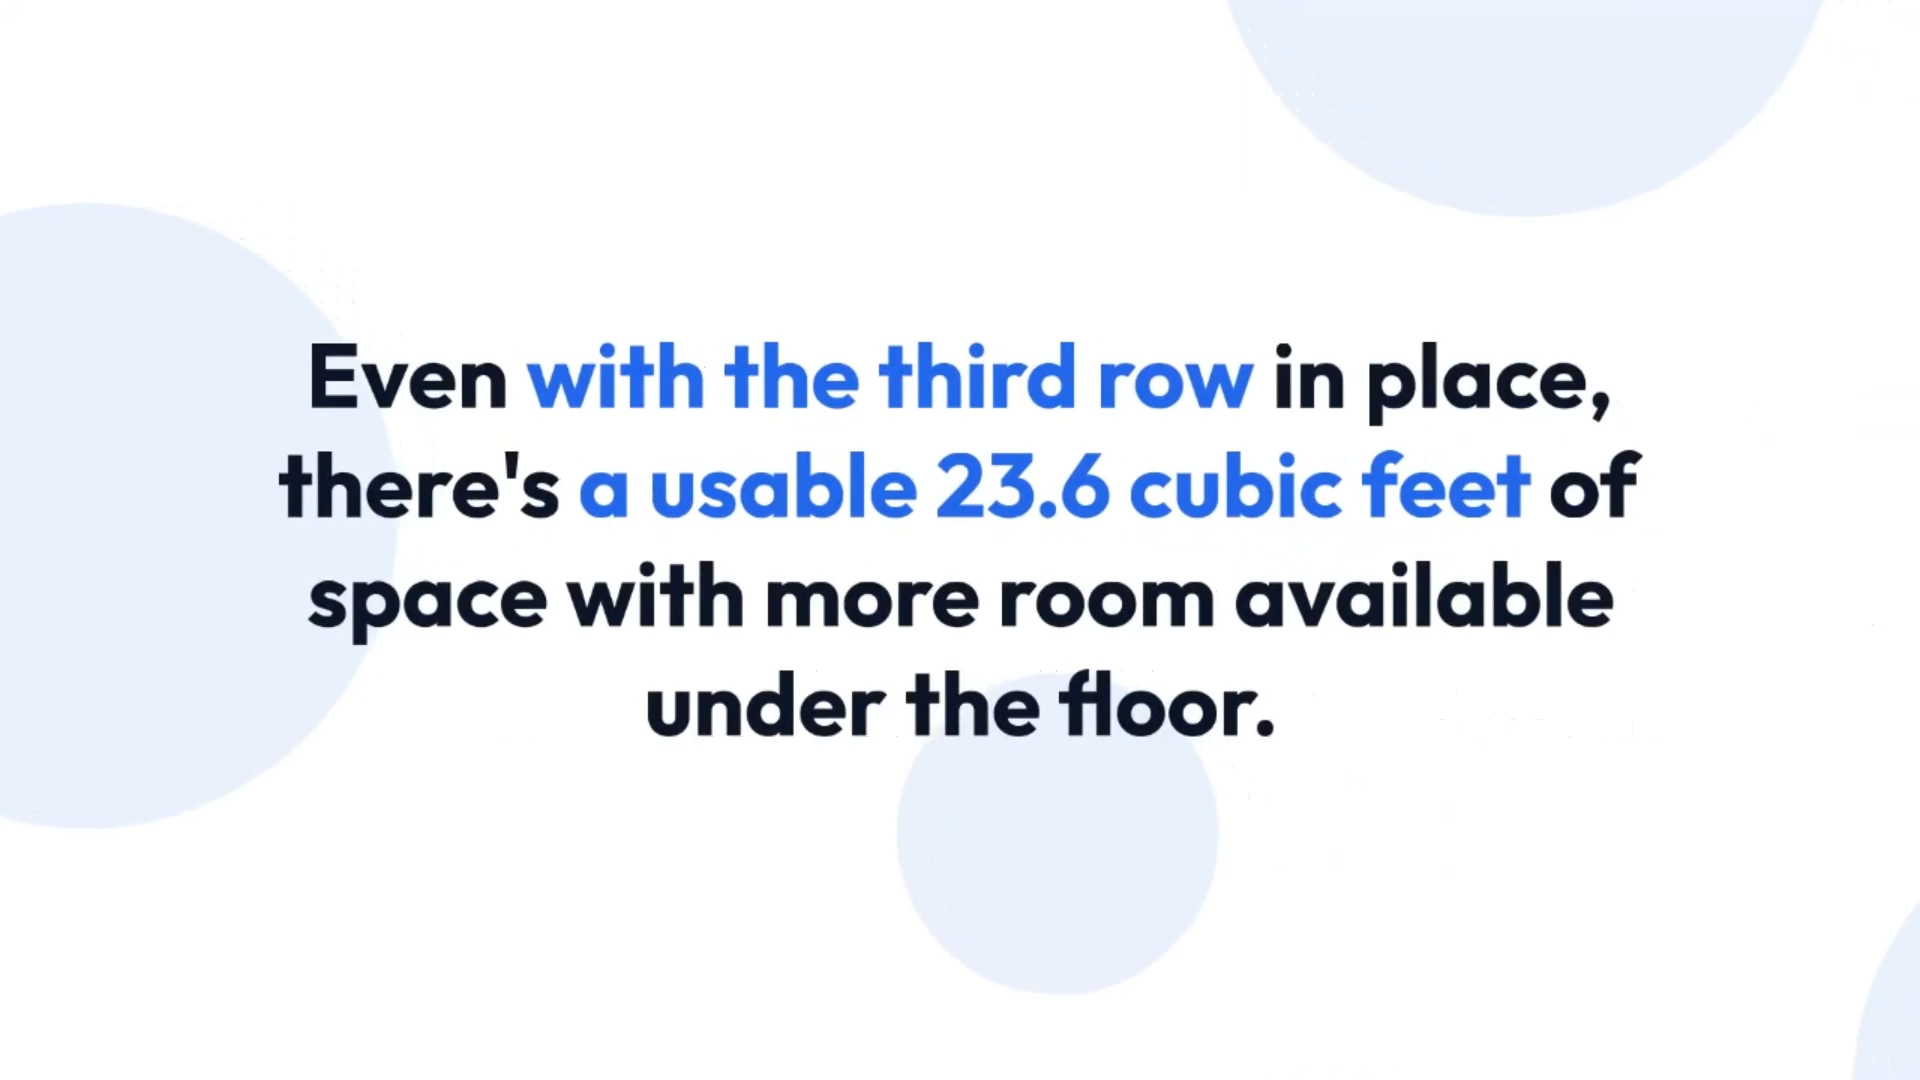 Even with the third row in place,
there's a usable 23.6 cubic feet of
space with more room available
under the floor.